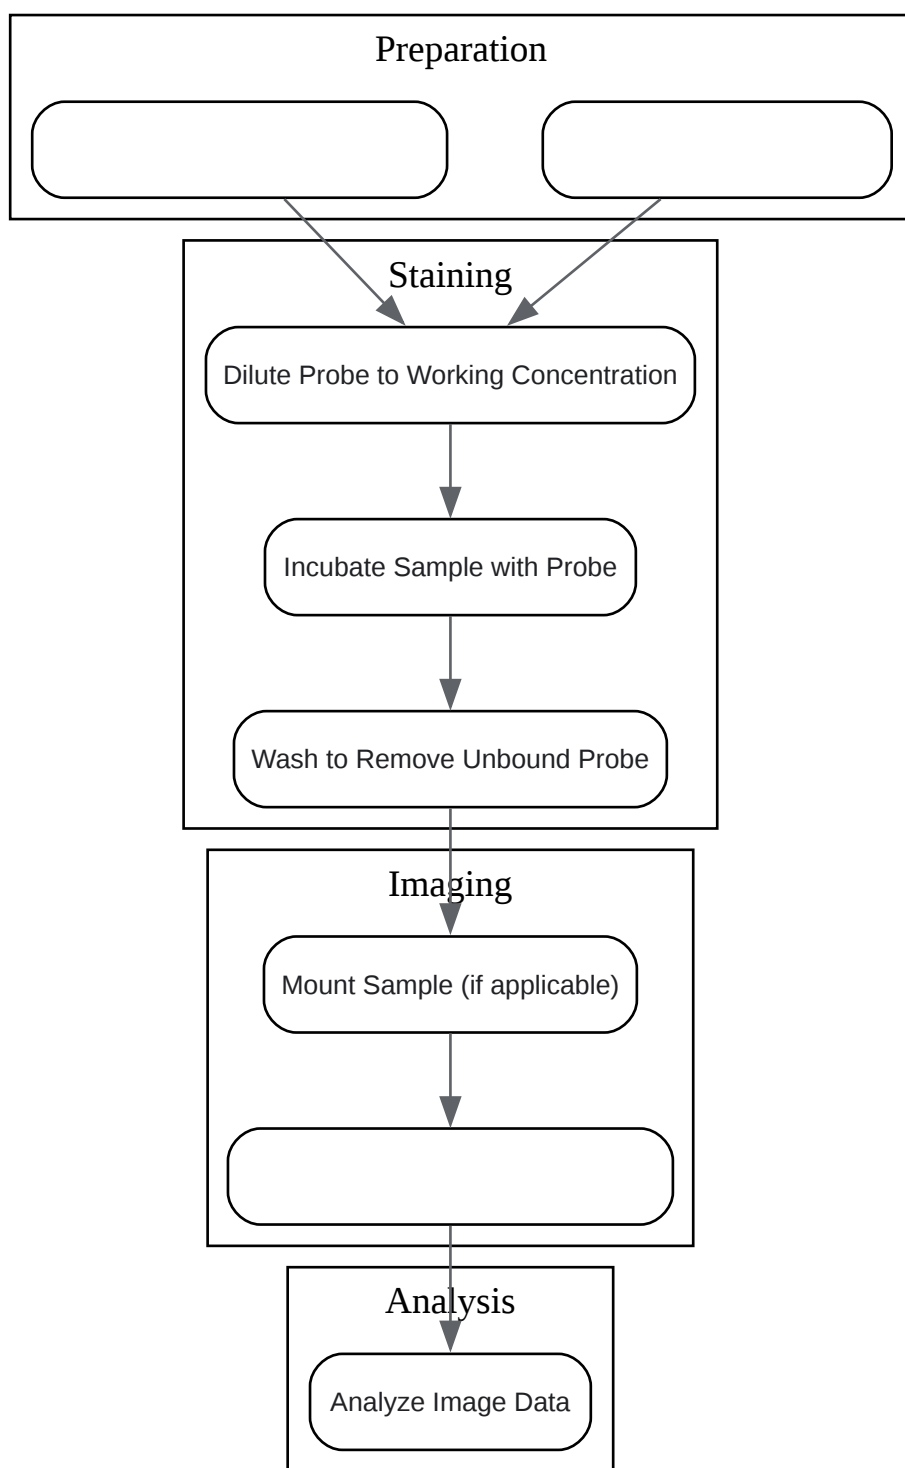 Preparation
Staining
Dilute Probe to Working Concentration
Incubate Sample with Probe
Wash to Remove Unbound Probe
Imaging
Mount Sample (if applicable)
Analysis
Analyze Image Data